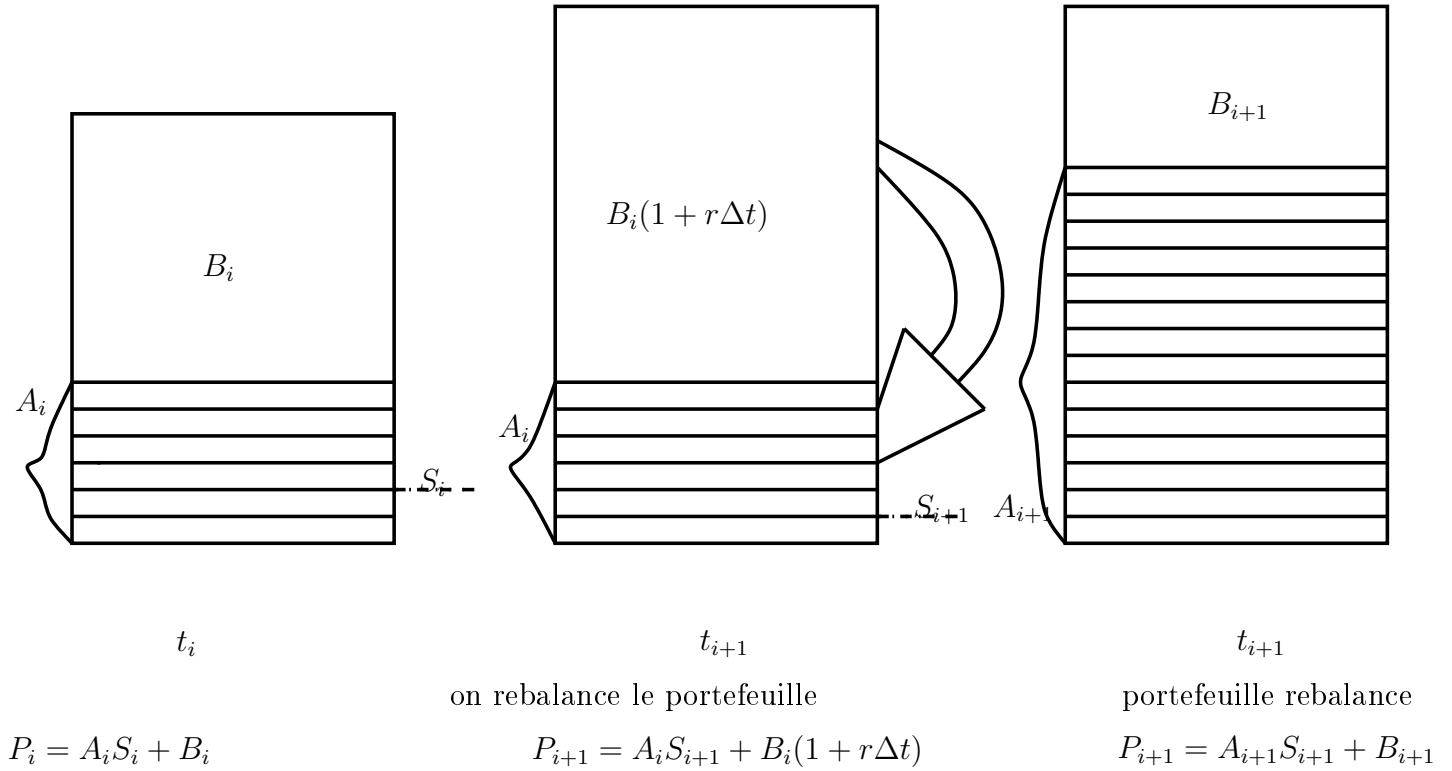 B_{i+1}
B_i(1 + rΔt)
B_i
A_i
A_i
S_i
S_{i+1}
A_{i+1}
t_i
t_{i+1}
t_{i+1}
on rebalance le portefeuille
portefeuille rebalance
P_i = A_iS_i + B_i
P_{i+1} = A_iS_{i+1} + B_i(1 + rΔt)
P_{i+1} = A_{i+1}S_{i+1} + B_{i+1}